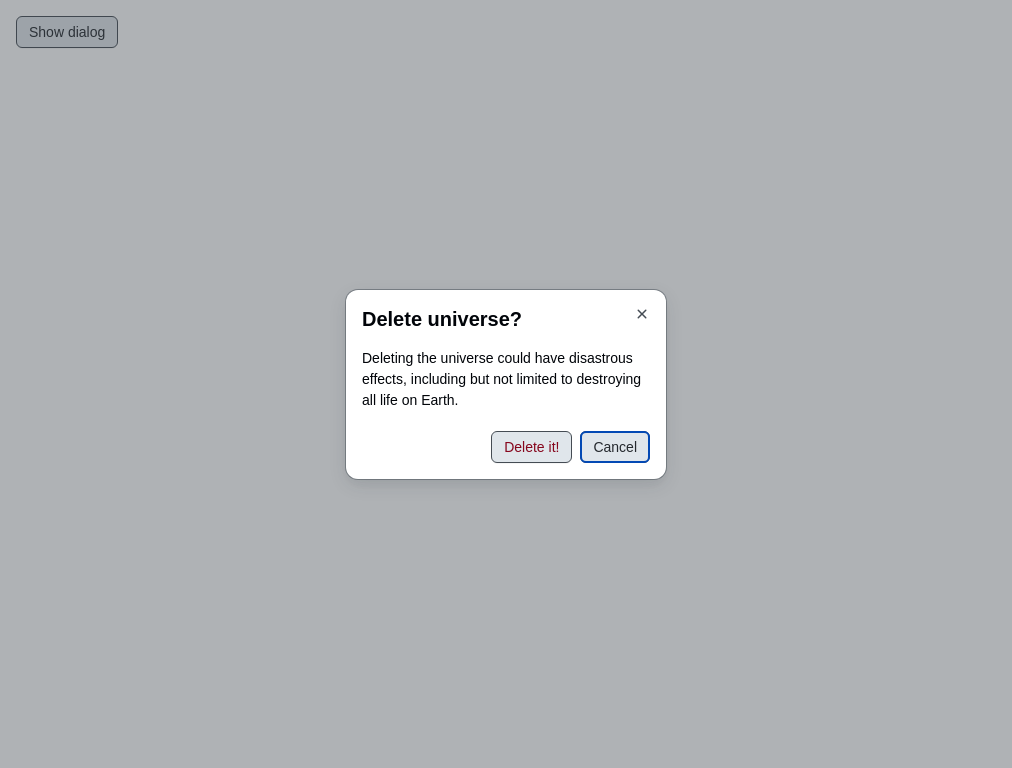 Show dialog
Delete universe?
Deleting the universe could have disastrous
effects, including but not limited to destroying
all life on Earth.
Delete it!
Cancel